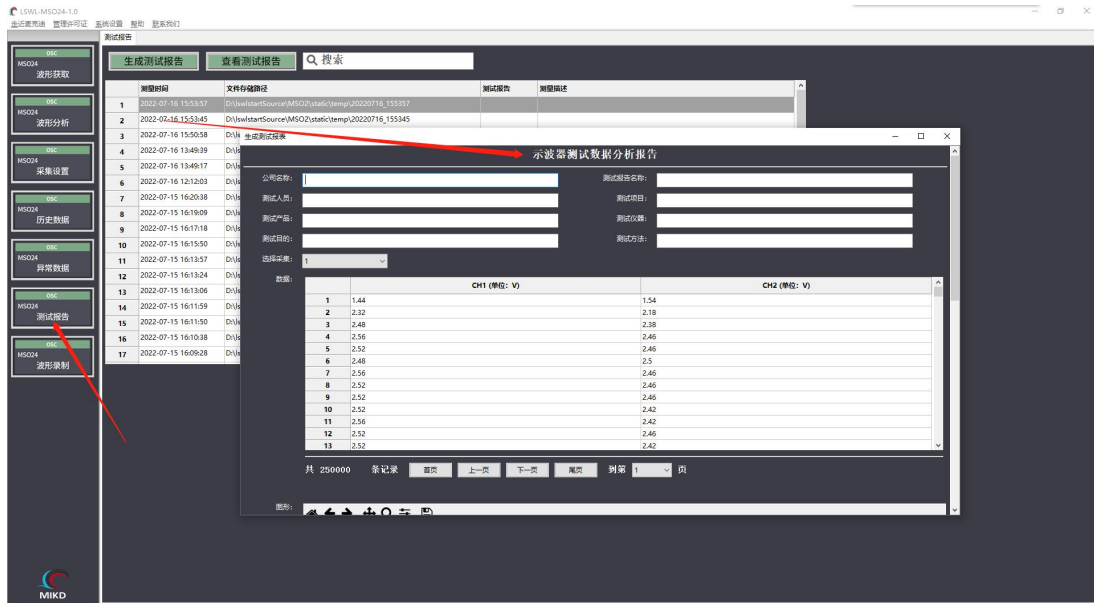 LSWL-MSO24-1.0
走近麦克迪 管理许可证 系统设置 帮助 联系我们
测试报告
OSC
MSO24
波形获取
OSC
MSO24
波形分析
OSC
MSO24
采集设置
OSC
MSO24
历史数据
OSC
MSO24
异常数据
OSC
MSO24
测试报告
OSC
MSO24
波形录制
MIKD
生成测试报告 查看测试报告 搜索
测量时间 文件存储路径 测试报告 测量描述
1 2022-07-16 15:53:57 D:\lswlstartSource\MSO2\static\temp\20220716_155357
2 2022-07-16 15:53:45 D:\lswlstartSource\MSO2\static\temp\20220716_155345
3 2022-07-16 15:50:58 D:\ls
4 2022-07-16 13:49:39 D:\ls
5 2022-07-16 13:49:17 D:\ls
6 2022-07-16 12:12:03 D:\ls
7 2022-07-15 16:20:38 D:\ls
8 2022-07-15 16:19:09 D:\ls
9 2022-07-15 16:17:18 D:\ls
10 2022-07-15 16:15:50 D:\ls
11 2022-07-15 16:13:57 D:\ls
12 2022-07-15 16:13:24 D:\ls
13 2022-07-15 16:13:06 D:\ls
14 2022-07-15 16:11:59 D:\ls
15 2022-07-15 16:11:50 D:\ls
16 2022-07-15 16:10:38 D:\ls
17 2022-07-15 16:09:28 D:\ls
生成测试报表
示波器测试数据分析报告
公司名称: 测试报告名称:
测试人员: 测试项目:
测试产品: 测试仪器:
测试目的: 测试方法:
选择采集: 1
数据:
CH1 (单位: V) CH2 (单位: V)
1 1.44 1.54
2 2.32 2.18
3 2.48 2.38
4 2.56 2.46
5 2.52 2.46
6 2.48 2.5
7 2.56 2.46
8 2.52 2.46
9 2.52 2.46
10 2.52 2.42
11 2.56 2.42
12 2.52 2.46
13 2.52 2.42
共 250000 条记录 首页 上一页 下一页 尾页 到第 1 页
图形: